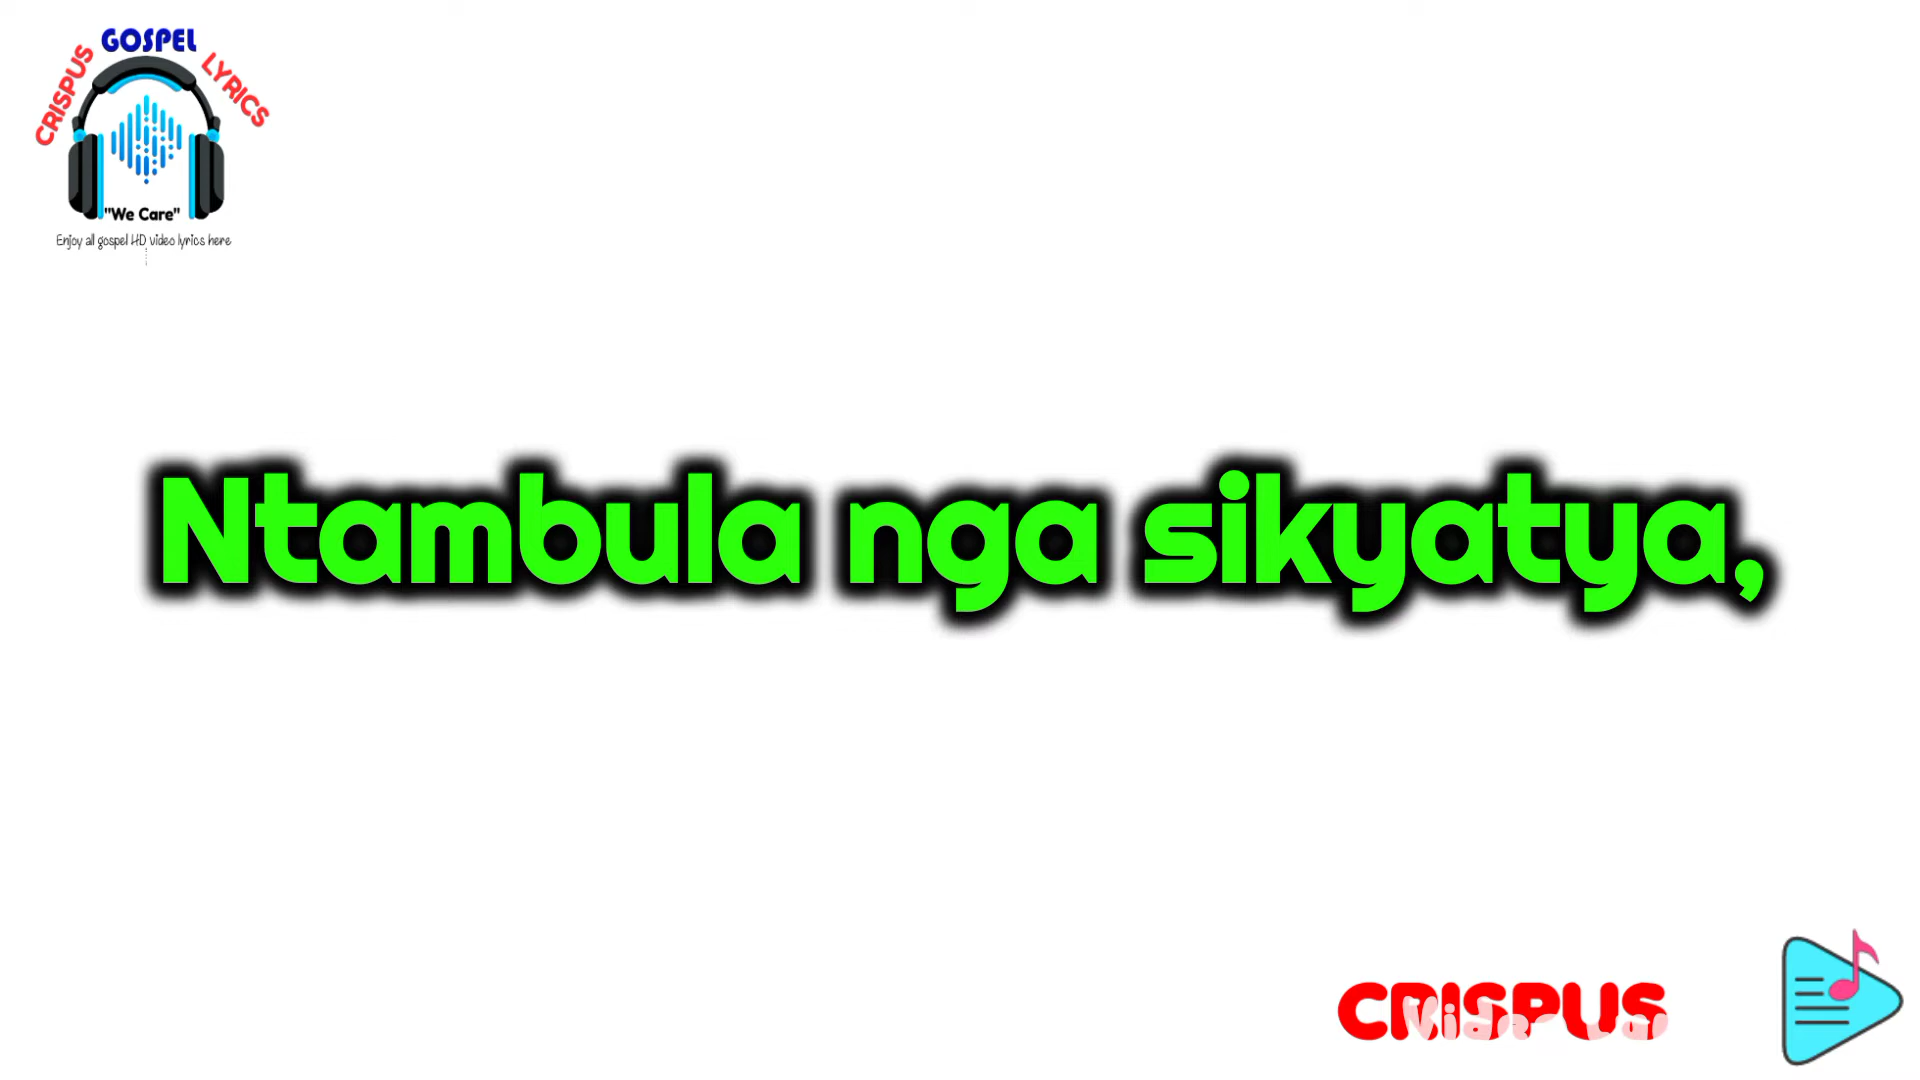 CRISPUS GOSPEL LYRICS
"We Care"
Enjoy all gospel HD video lyrics here
Ntambula nga sikyatya,
CRISPUS